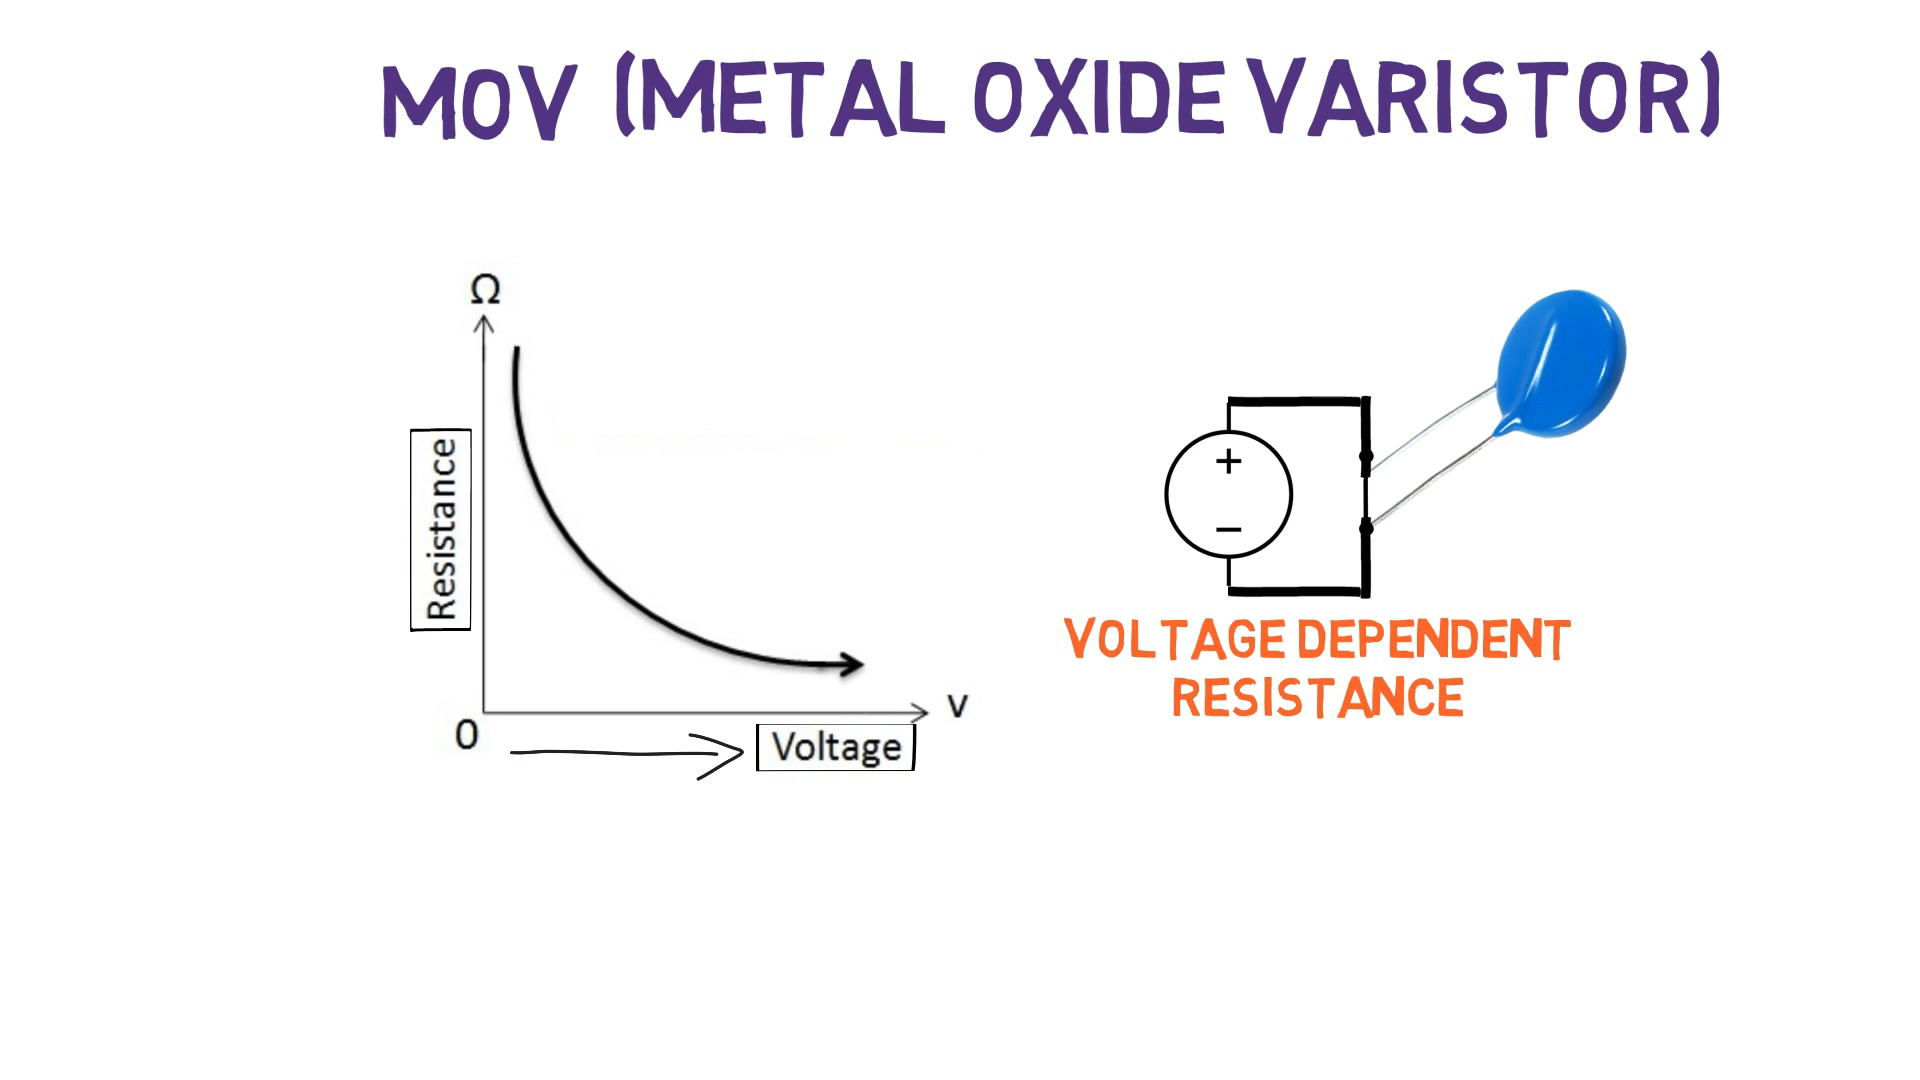 MOV (METAL OXIDE VARISTOR)
Ω
Resistance
0
V
Voltage
+
−
VOLTAGE DEPENDENT
RESISTANCE